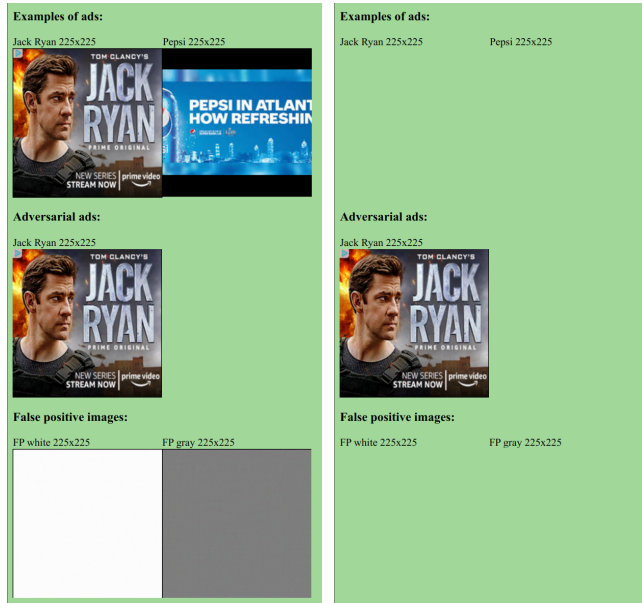 Examples of ads:
Jack Ryan 225x225 Pepsi 225x225
TOM CLANCY'S
JACK
RYAN
PRIME ORIGINAL
NEW SERIES
STREAM NOW
prime video
PEPSI IN ATLANT
HOW REFRESHIN
Adversarial ads:
Jack Ryan 225x225
TOM CLANCY'S
JACK
RYAN
PRIME ORIGINAL
NEW SERIES
STREAM NOW
prime video
False positive images:
FP white 225x225 FP gray 225x225
Examples of ads:
Jack Ryan 225x225 Pepsi 225x225
Adversarial ads:
Jack Ryan 225x225
TOM CLANCY'S
JACK
RYAN
PRIME ORIGINAL
NEW SERIES
STREAM NOW
prime video
False positive images:
FP white 225x225 FP gray 225x225